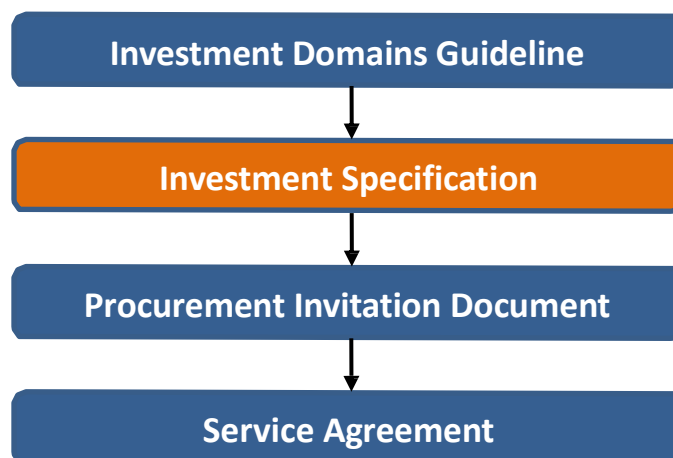 Investment Domains Guideline
Investment Specification
Procurement Invitation Document
Service Agreement